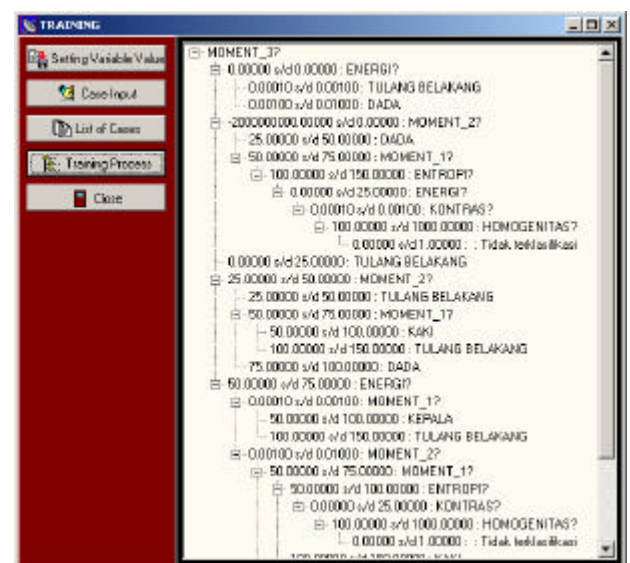 TRAINING
Setting Variable Value
Case Input
List of Cases
Training Process
Close
MOMENT_3?
0.00000 s/d 0.00000 : ENERGI?
0.00010 s/d 0.00100 : TULANG BELAKANG
0.00100 s/d 0.01000 : DADA
-2000000000.00000 s/d 0.00000 : MOMENT_2?
25.00000 s/d 50.00000 : DADA
50.00000 s/d 75.00000 : MOMENT_1?
100.00000 s/d 150.00000 : ENTROPI?
0.00000 s/d 25.00000 : ENERGI?
0.00010 s/d 0.00100 : KONTRAS?
100.00000 s/d 1000.00000 : HOMOGENITAS?
0.00000 s/d 1.00000 : : Tidak terklasifikasi
0.00000 s/d 25.00000 : TULANG BELAKANG
25.00000 s/d 50.00000 : MOMENT_2?
25.00000 s/d 50.00000 : TULANG BELAKANG
50.00000 s/d 75.00000 : MOMENT_1?
50.00000 s/d 100.00000 : KAKI
100.00000 s/d 150.00000 : TULANG BELAKANG
75.00000 s/d 100.00000 : DADA
50.00000 s/d 75.00000 : ENERGI?
0.00010 s/d 0.00100 : MOMENT_1?
50.00000 s/d 100.00000 : KEPALA
100.00000 s/d 150.00000 : TULANG BELAKANG
0.00100 s/d 0.01000 : MOMENT_2?
50.00000 s/d 75.00000 : MOMENT_1?
50.00000 s/d 100.00000 : ENTROPI?
0.00000 s/d 25.00000 : KONTRAS?
100.00000 s/d 1000.00000 : HOMOGENITAS?
0.00000 s/d 1.00000 : : Tidak terklasifikasi
100.00000 s/d 150.00000 : KAKI